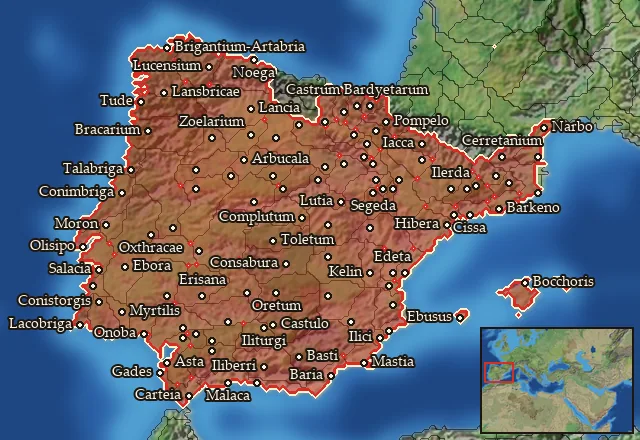 Brigantium-Artabria
Lucensium
Noega
Castrum Bardyetarum
Lansbricae
Tude
Lancia
Zoelarium
Pompelo
Narbo
Bracarium
Iacca
Cerretanium
Arbucala
Talabriga
Ilerda
Conimbriga
Lutia
Segeda
Barkeno
Complutum
Moron
Hibera
Cissa
Olisipo
Oxthracae
Toletum
Edeta
Salacia
Ebora
Consabura
Kelin
Erisana
Bocchoris
Conistorgis
Myrtilis
Oretum
Ebusus
Lacobriga
Onoba
Castulo
Iliturgi
Ilici
Asta
Iliberri
Basti
Mastia
Gades
Baria
Carteia
Malaca